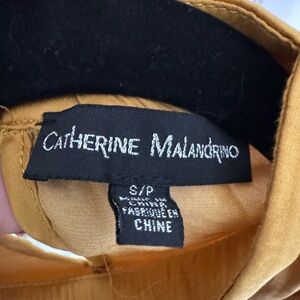 CATHERINE MALANDRINO
S/P
MADE IN
CHINA
FABRIQUÉ EN
CHINE